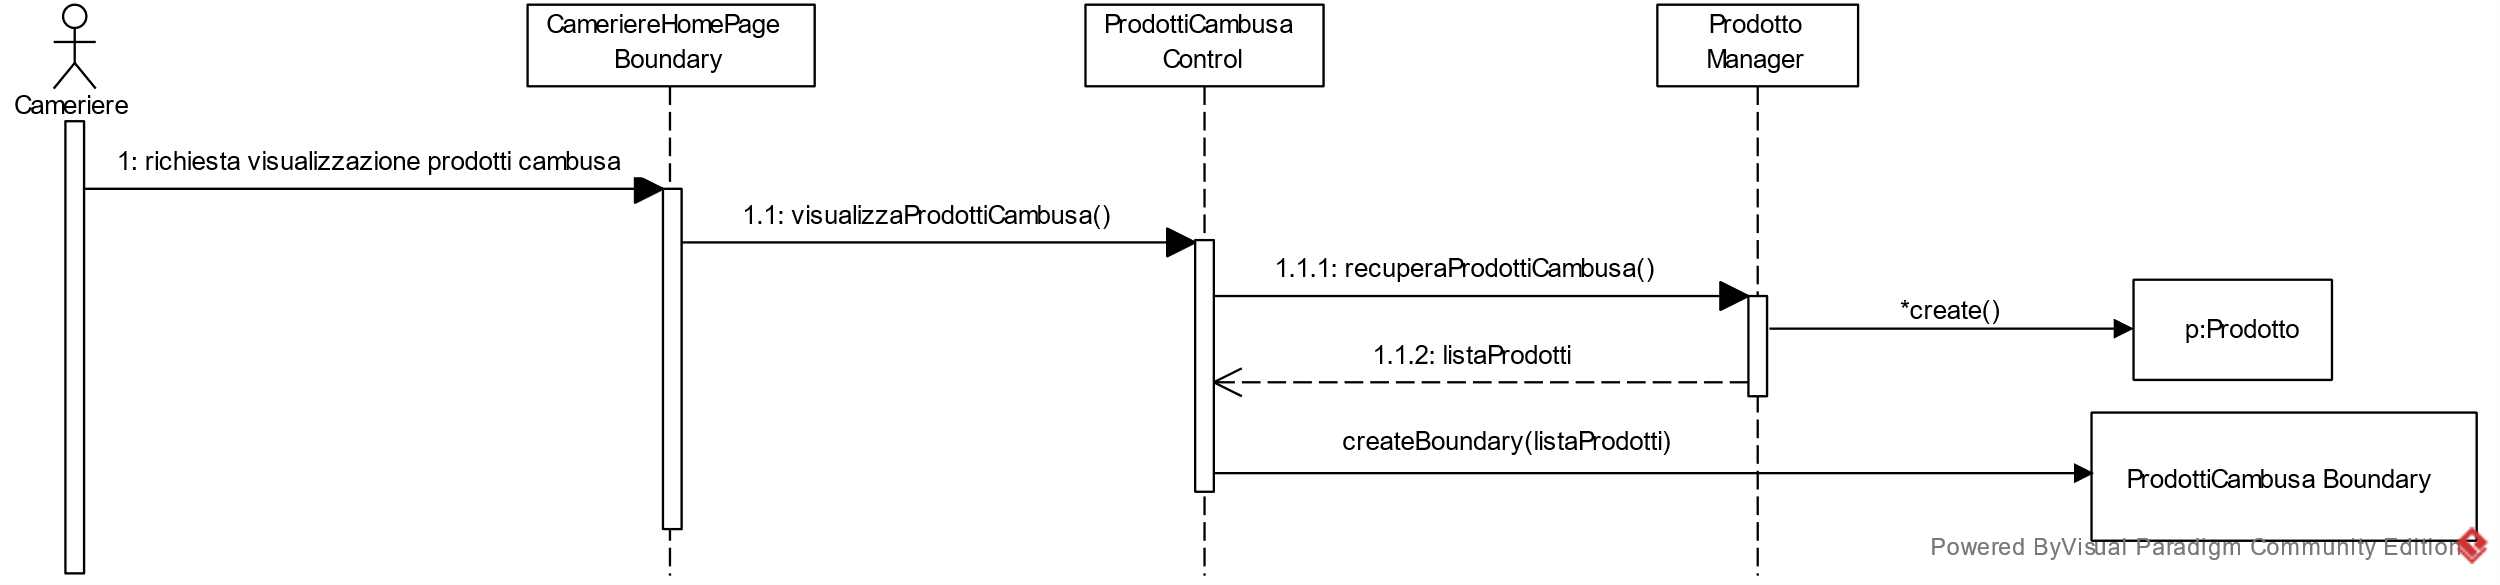 CameriereHomePage
Boundary
ProdottiCambusa
Control
Prodotto
Manager
Cameriere
1: richiesta visualizzazione prodotti cambusa
1.1: visualizzaProdottiCambusa()
1.1.1: recuperaProdottiCambusa()
*create()
p:Prodotto
1.1.2: listaProdotti
createBoundary(listaProdotti)
ProdottiCambusa Boundary
Powered ByVisual Paradigm Community Edition